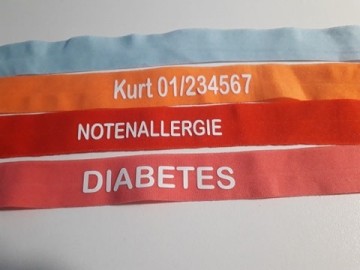 Kurt 01/234567
NOTENALLERGIE
DIABETES